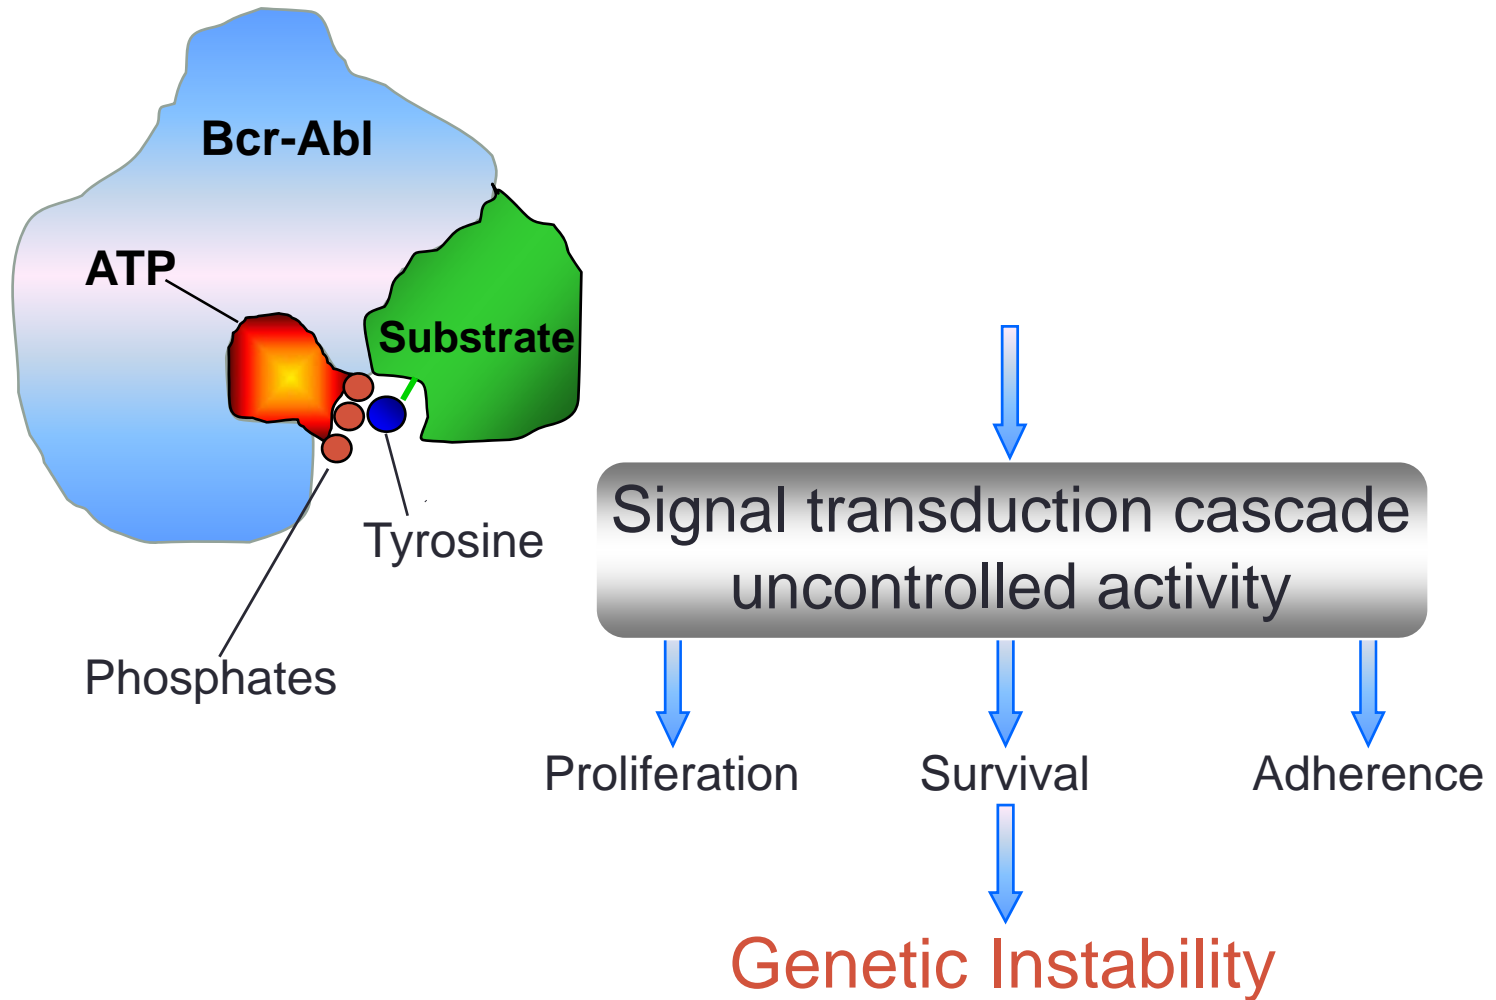 Bcr-Abl
ATP
Substrate
Tyrosine
Phosphates
Signal transduction cascade
uncontrolled activity
Proliferation
Survival
Adherence
Genetic Instability